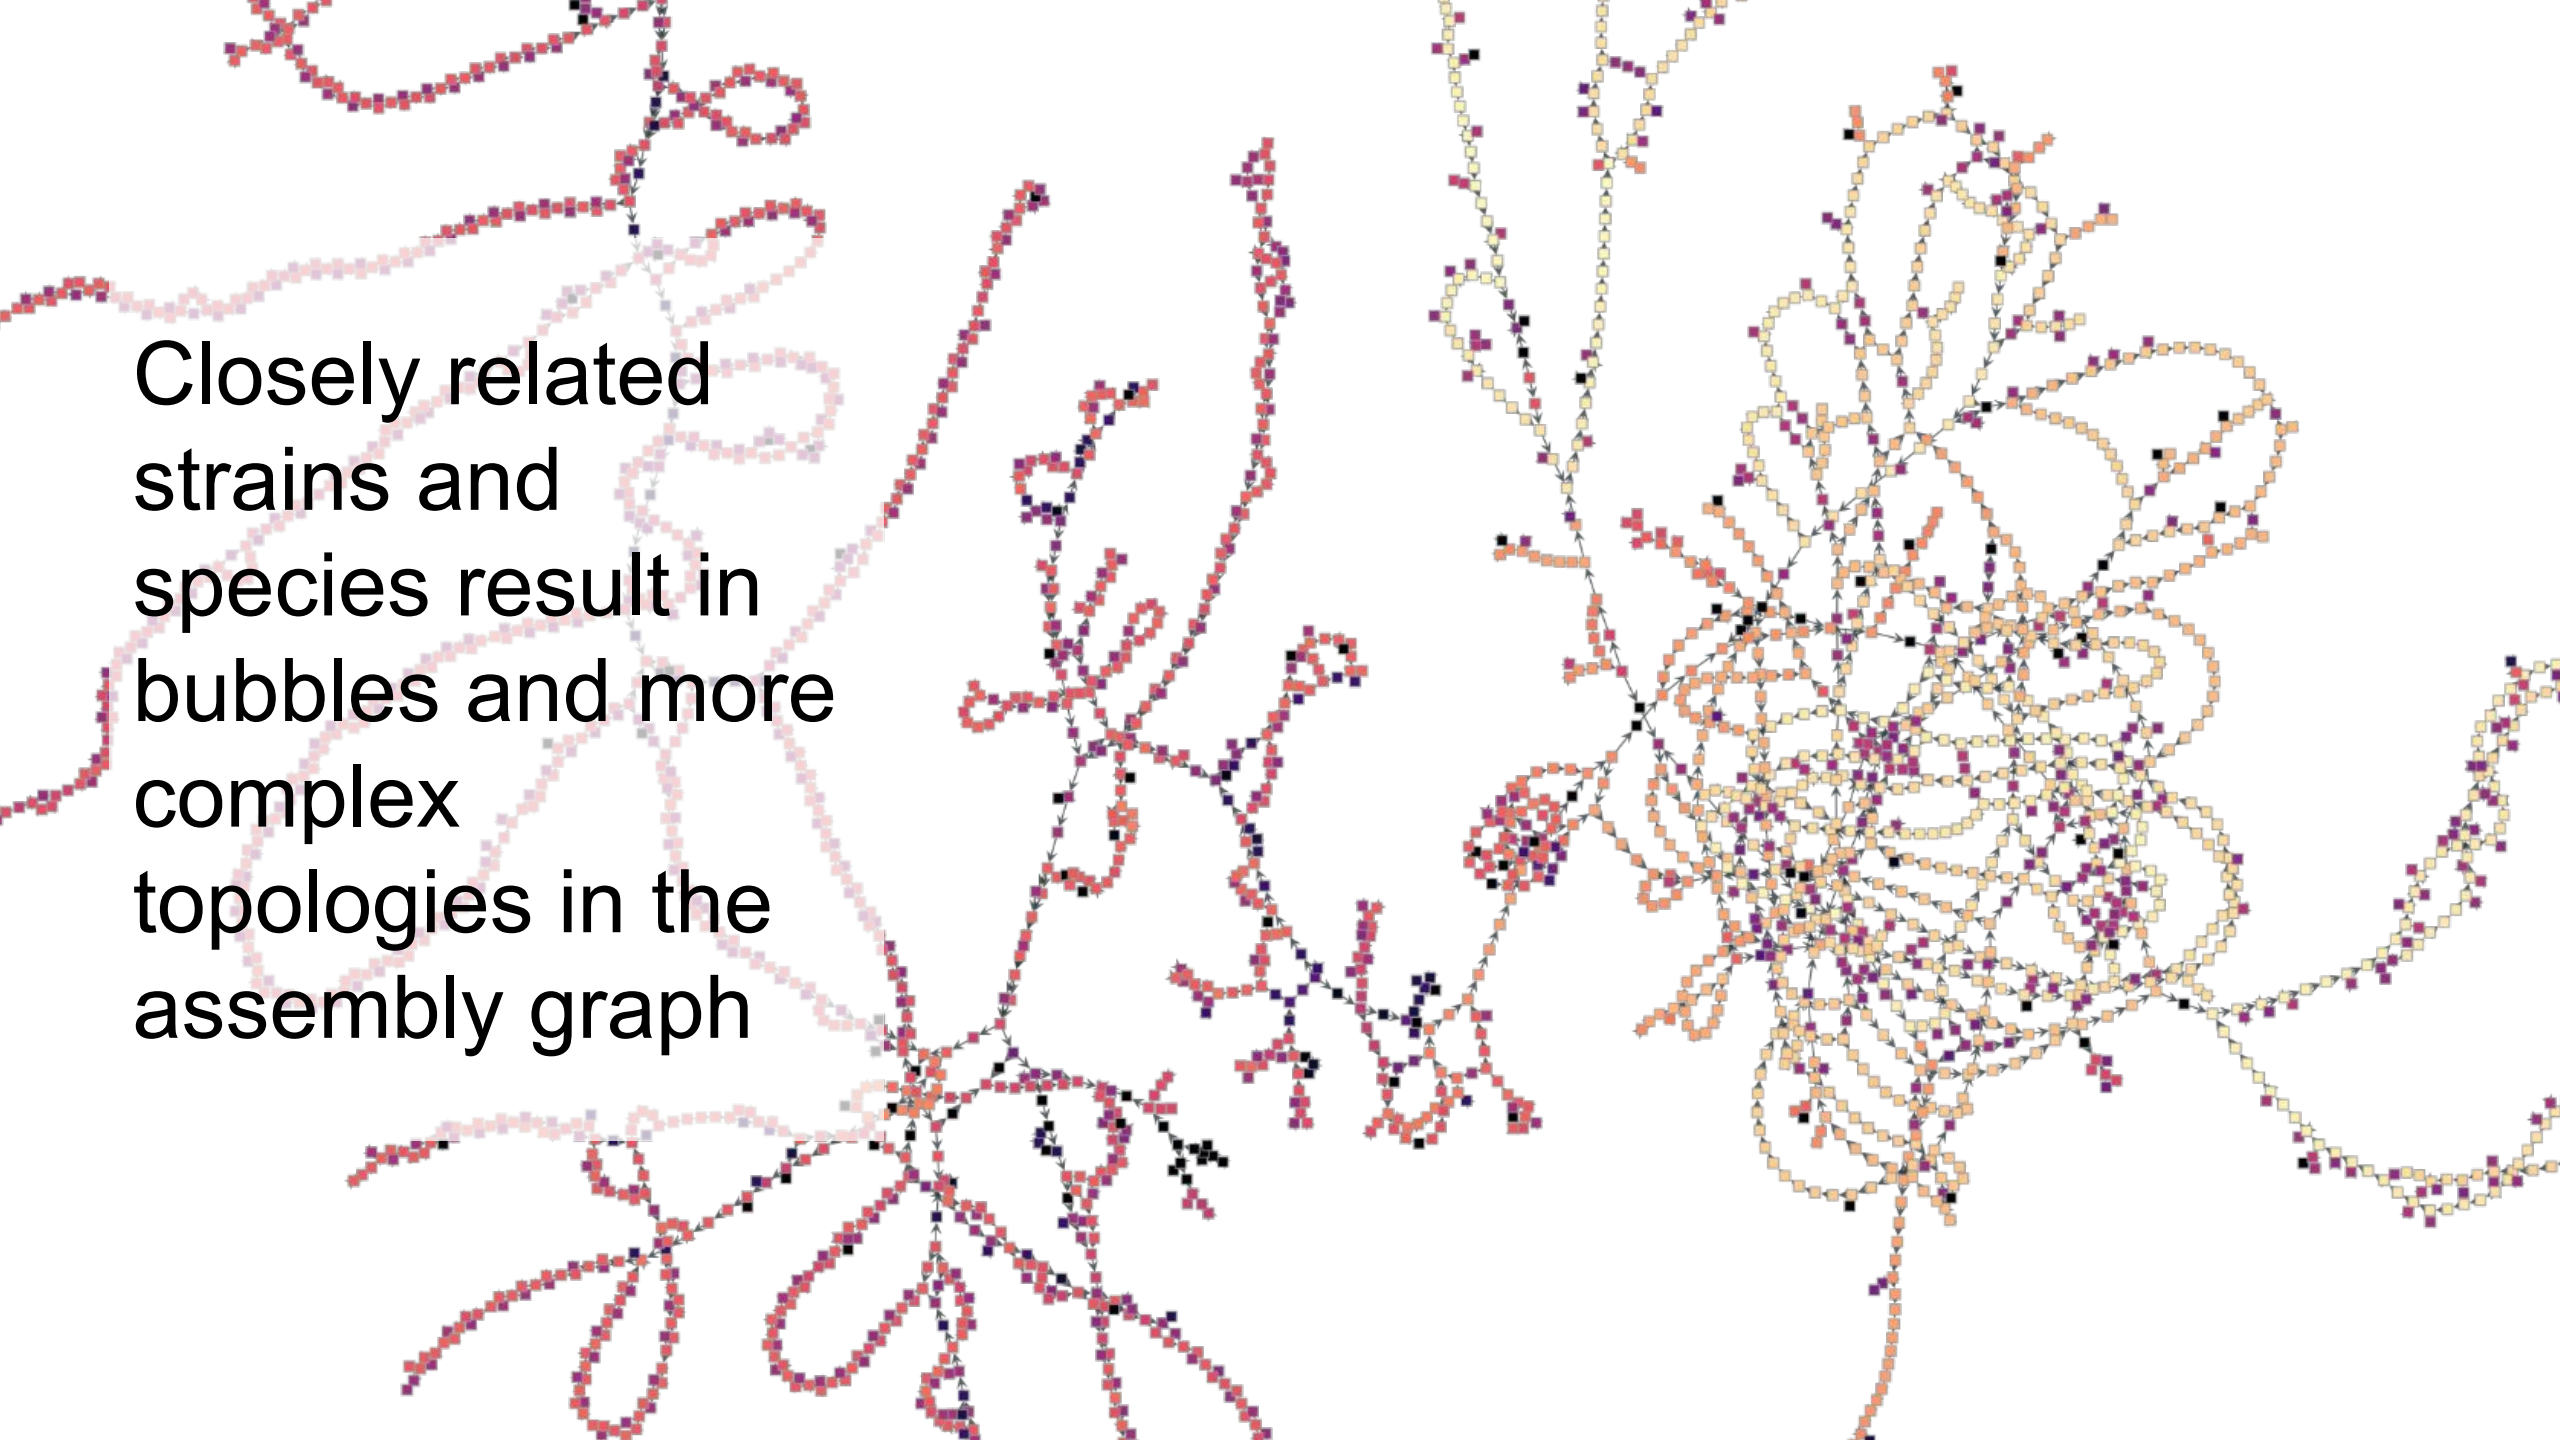 Closely related
strains and
species result in
bubbles and more
complex
topologies in the
assembly graph